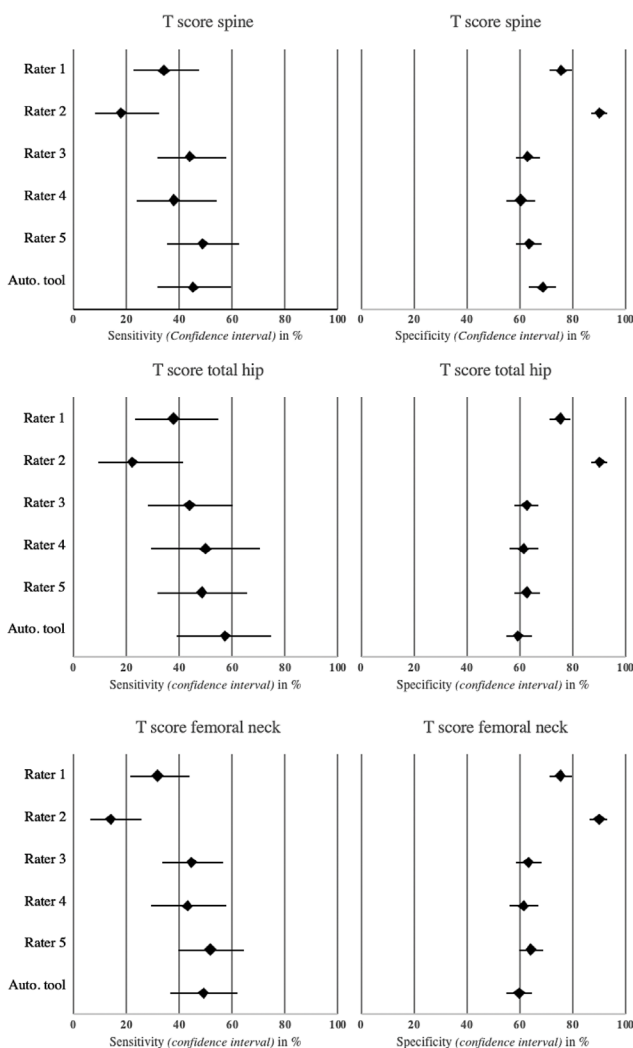 T score spine
T score spine
Rater 1
Rater 2
Rater 3
Rater 4
Rater 5
Auto. tool
0 20 40 60 80 100
0 20 40 60 80 100
Sensitivity (Confidence interval) in %
Specificity (Confidence interval) in %
T score total hip
T score total hip
Rater 1
Rater 2
Rater 3
Rater 4
Rater 5
Auto. tool
0 20 40 60 80 100
0 20 40 60 80 100
Sensitivity (confidence interval) in %
Specificity (confidence interval) in %
T score femoral neck
T score femoral neck
Rater 1
Rater 2
Rater 3
Rater 4
Rater 5
Auto. tool
0 20 40 60 80 100
0 20 40 60 80 100
Sensitivity (confidence interval) in %
Specificity (confidence interval) in %